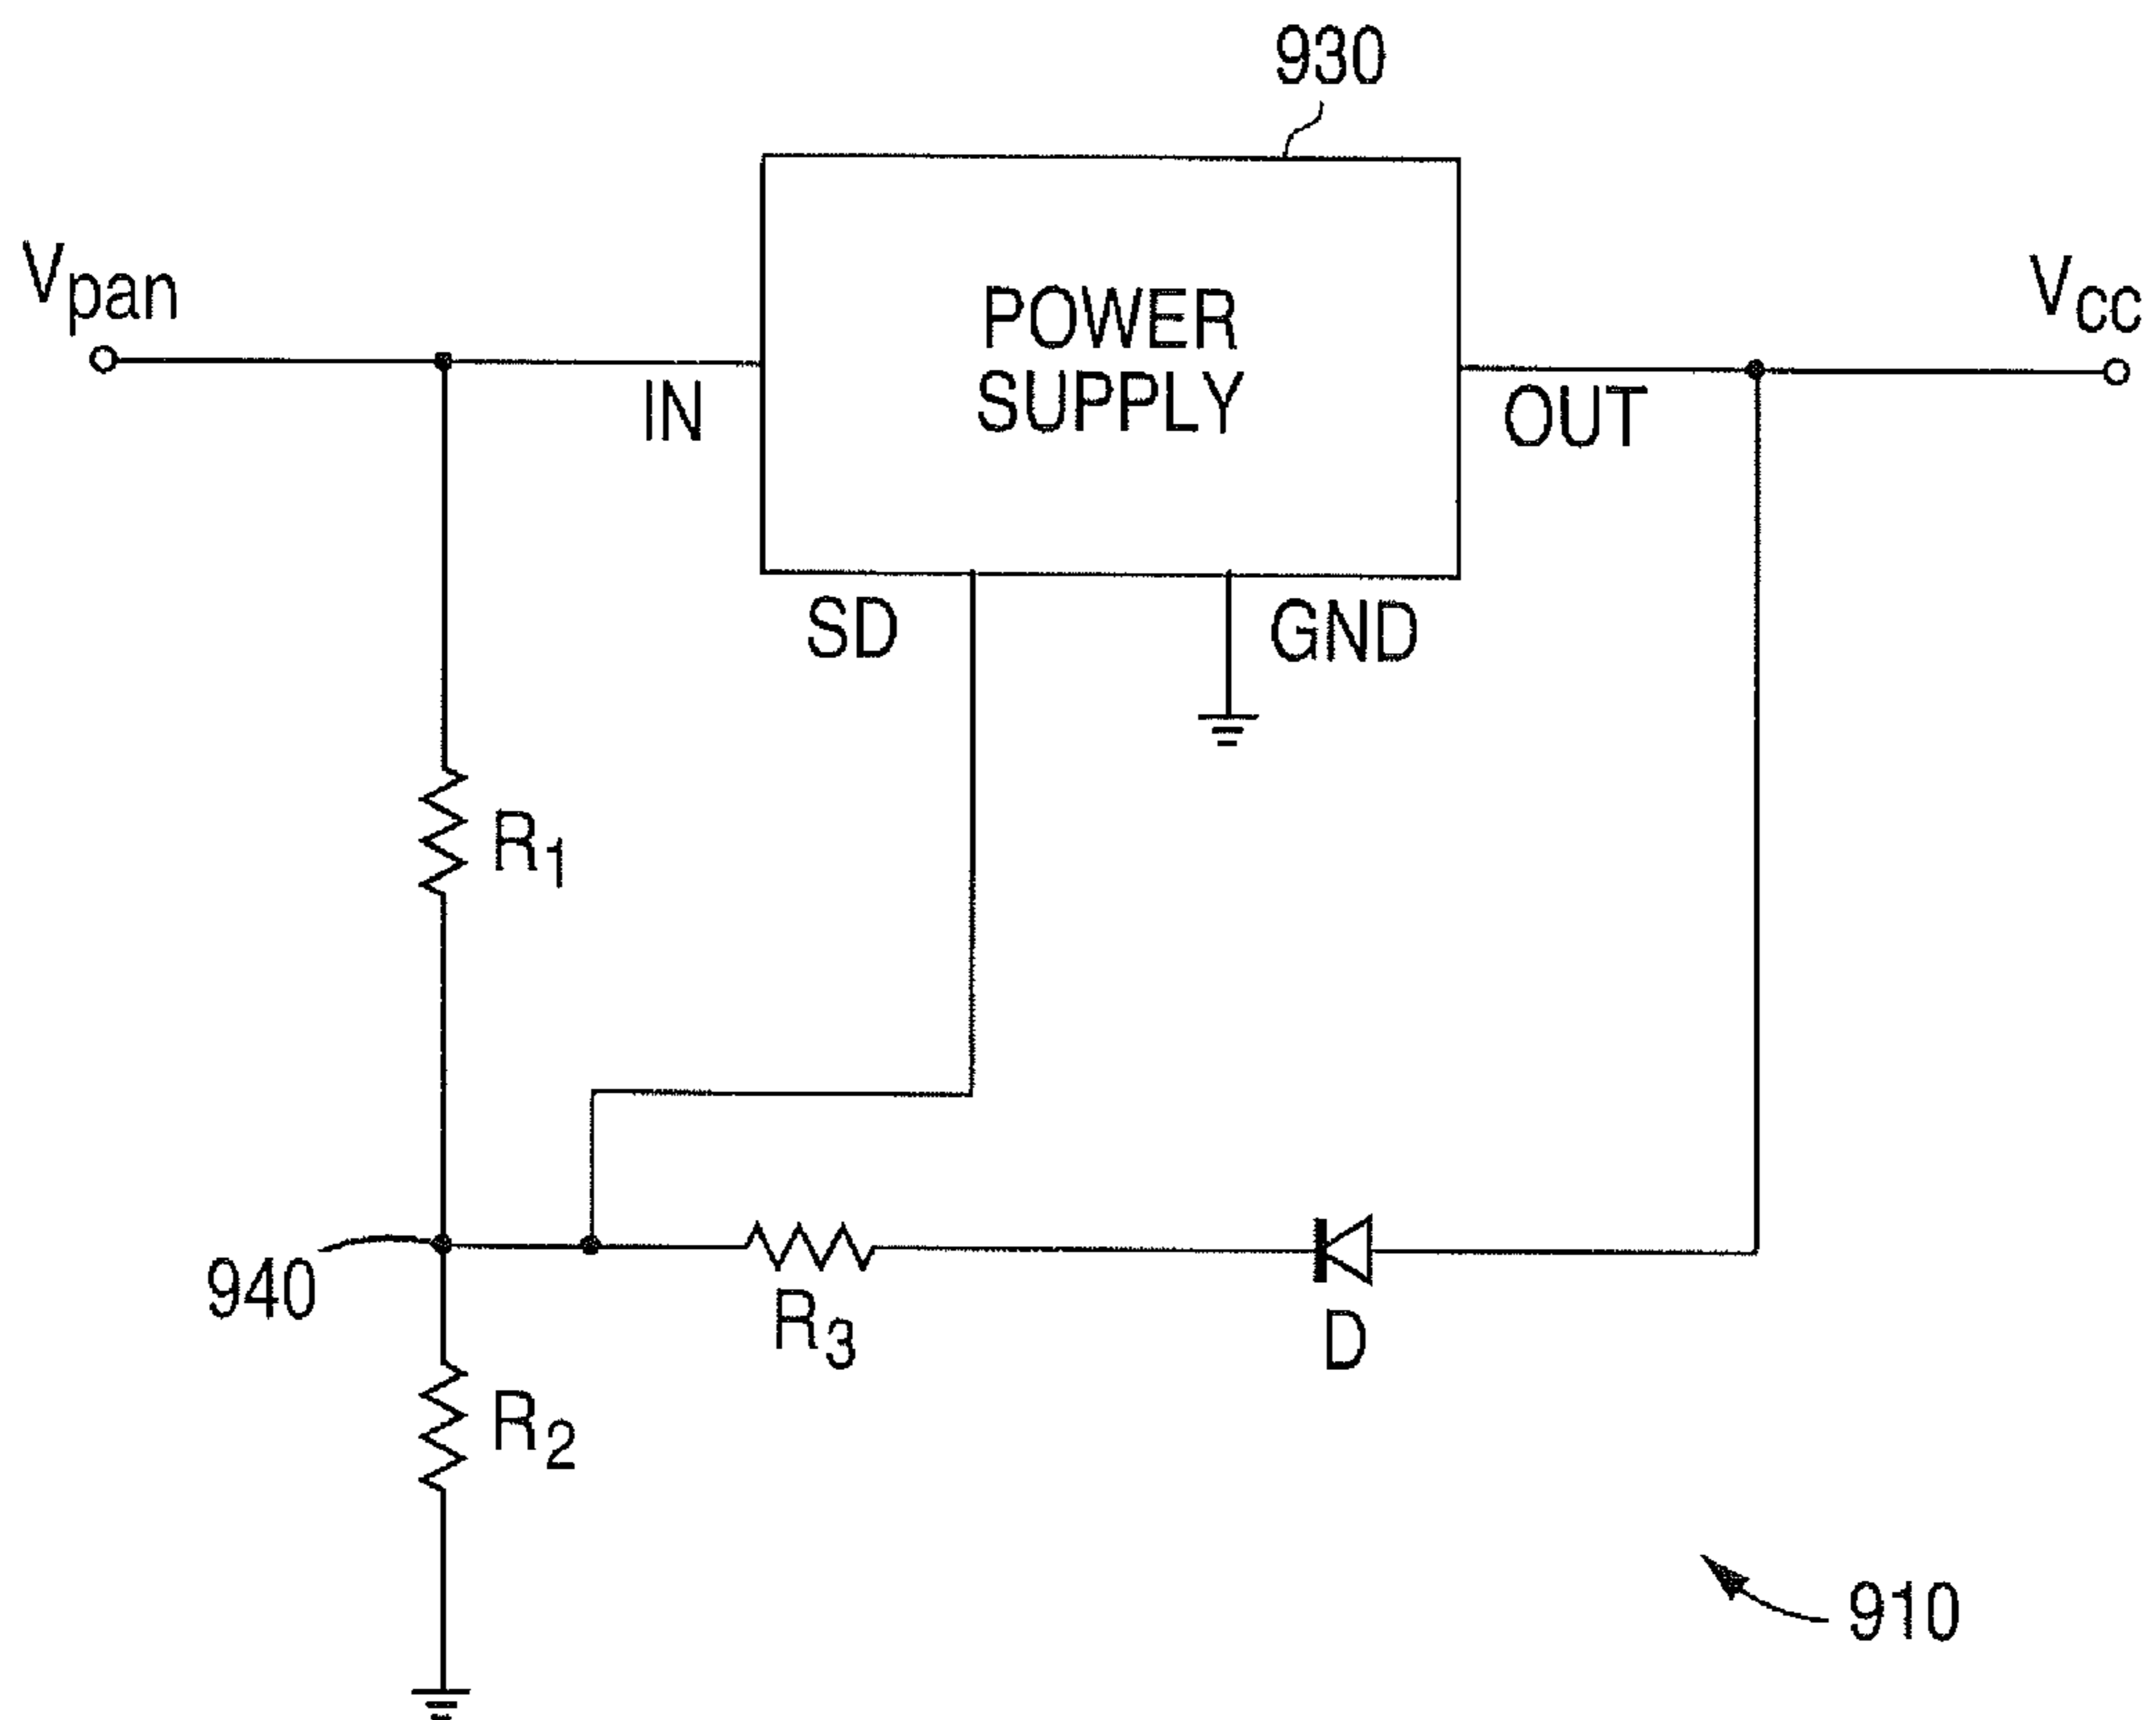 930
Vpan
VCC
POWER
SUPPLY
IN
OUT
SD
GND
R1
940
R3
D
R2
910